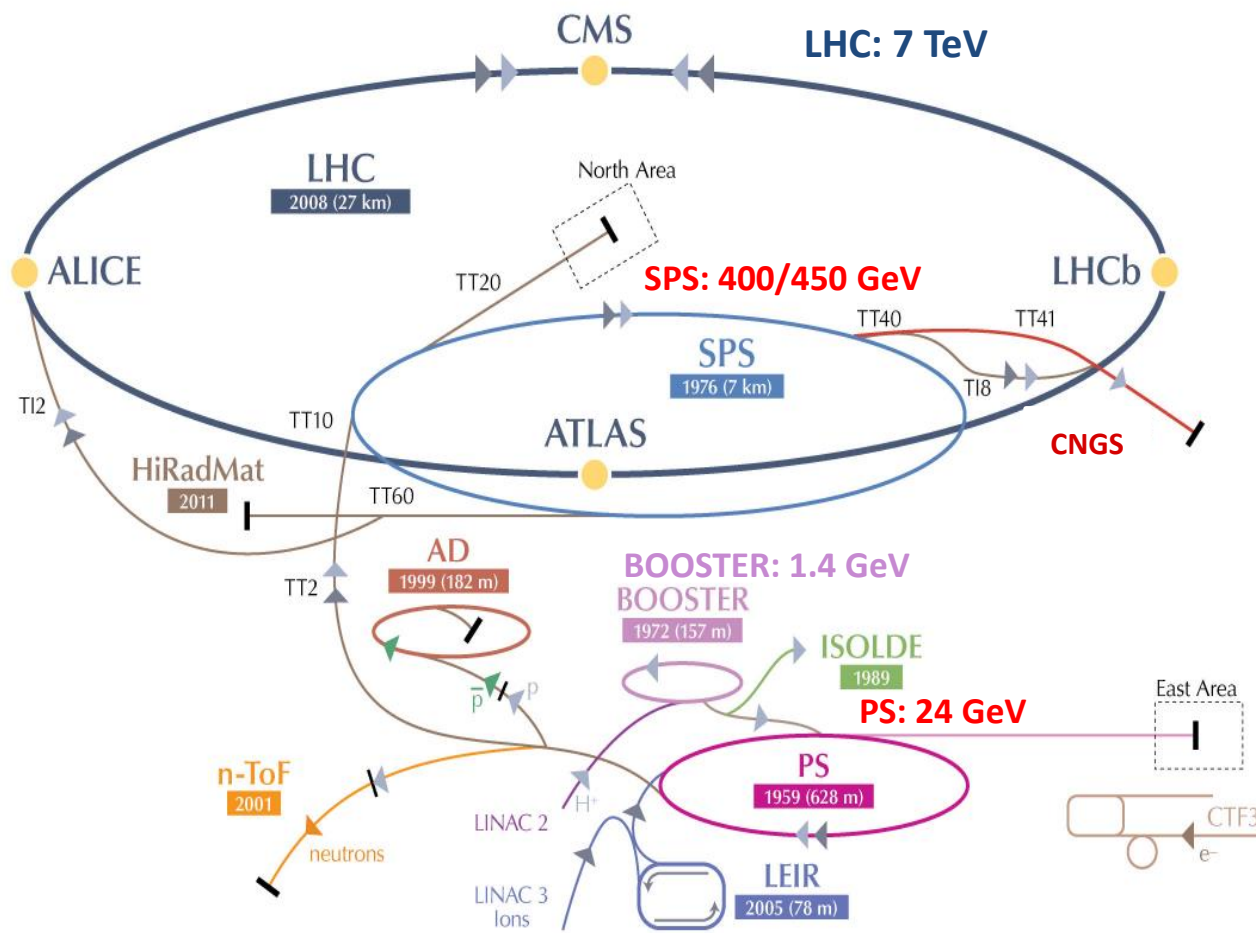 CMS
LHC: 7 TeV
LHC
2008 (27 km)
North Area
ALICE
TT20
SPS: 400/450 GeV
LHCb
TT40
TT41
SPS
1976 (7 km)
TI8
TI2
TT10
ATLAS
CNGS
HiRadMat
2011
TT60
AD
1999 (182 m)
BOOSTER: 1.4 GeV
BOOSTER
1972 (157 m)
TT2
ISOLDE
1989
p̅
p
East Area
PS: 24 GeV
n-ToF
2001
PS
1959 (628 m)
H⁺
LINAC 2
CTF3
neutrons
e⁻
LEIR
2005 (78 m)
LINAC 3
Ions